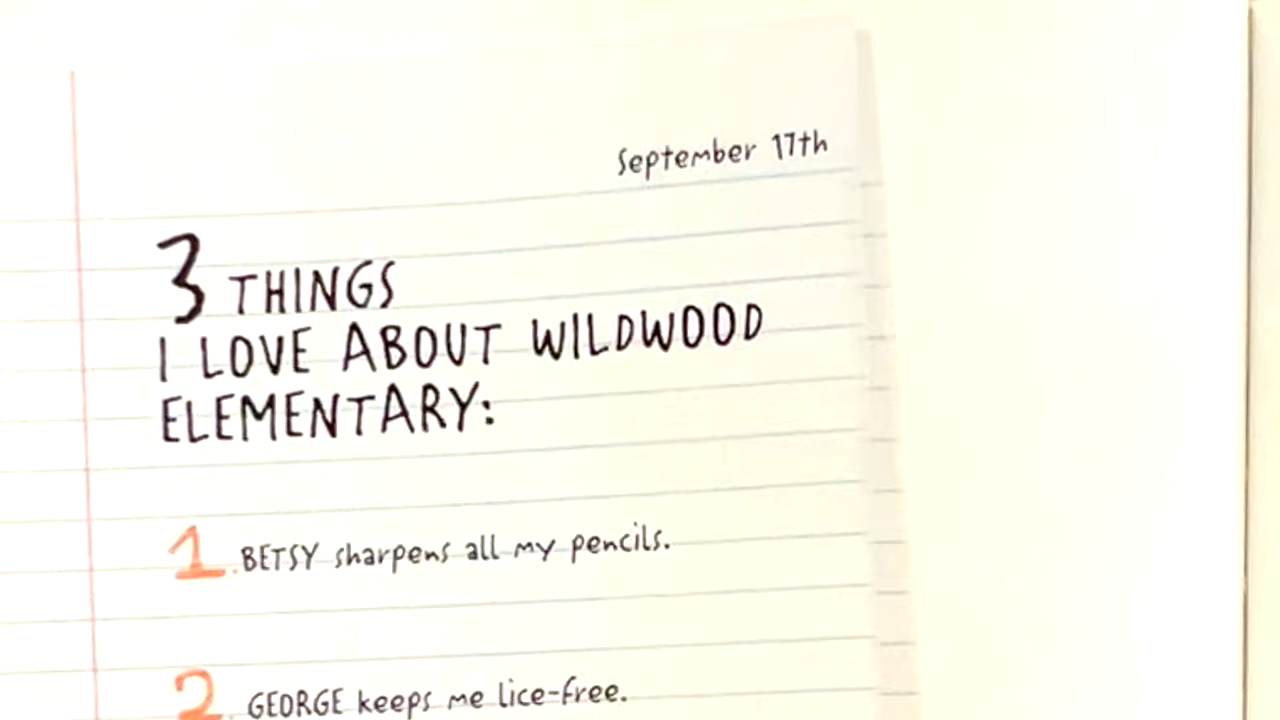 September 17th
3 THINGS
I LOVE ABOUT WILDWOOD
ELEMENTARY:
1. BETSY sharpens all my pencils.
2. GEORGE keeps me lice-free.